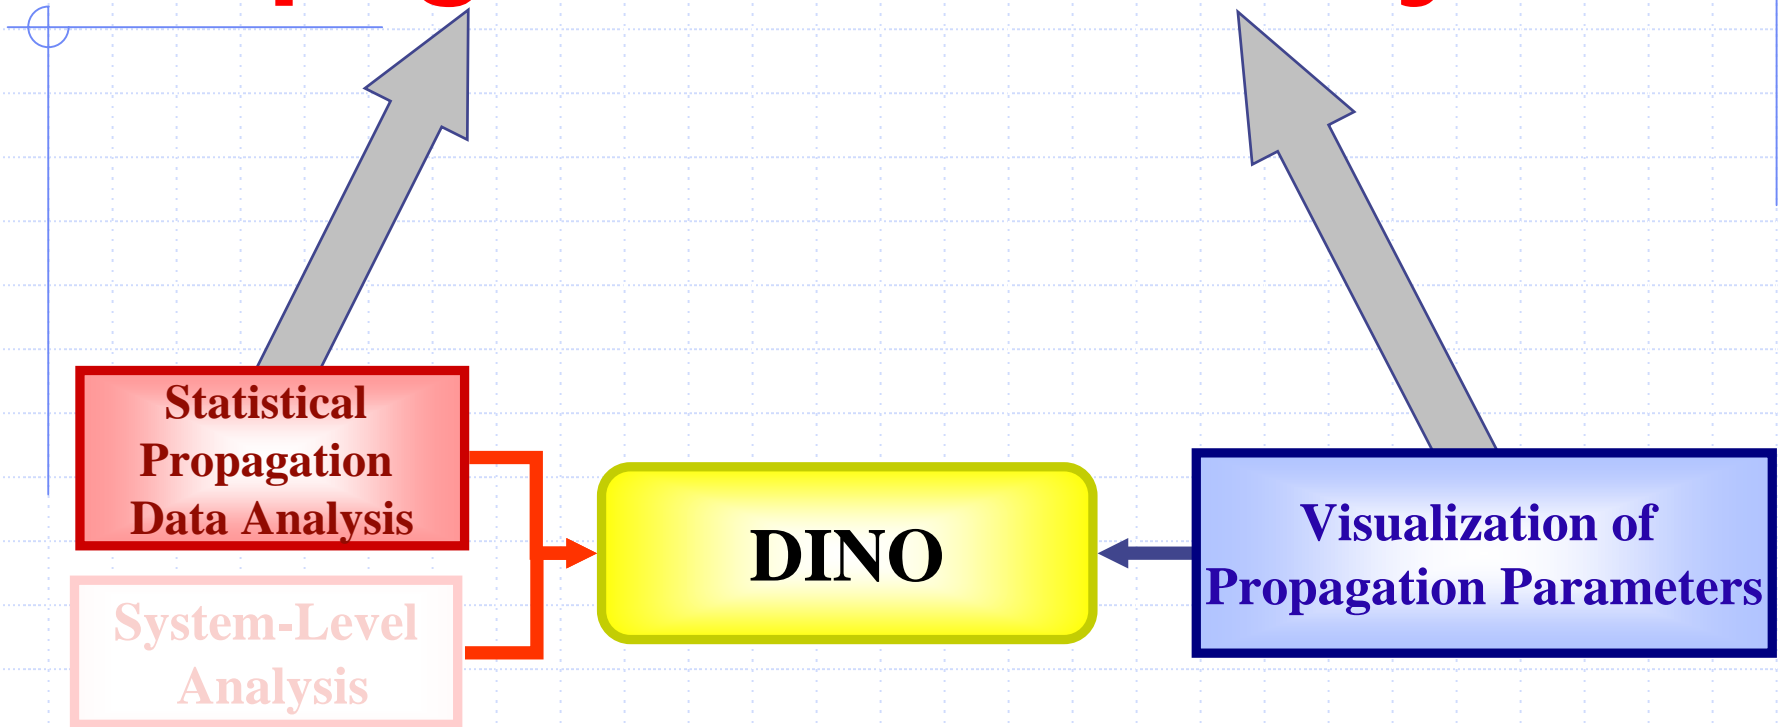 Statistical
Propagation
Data Analysis
System-Level
Analysis
DINO
Visualization of
Propagation Parameters